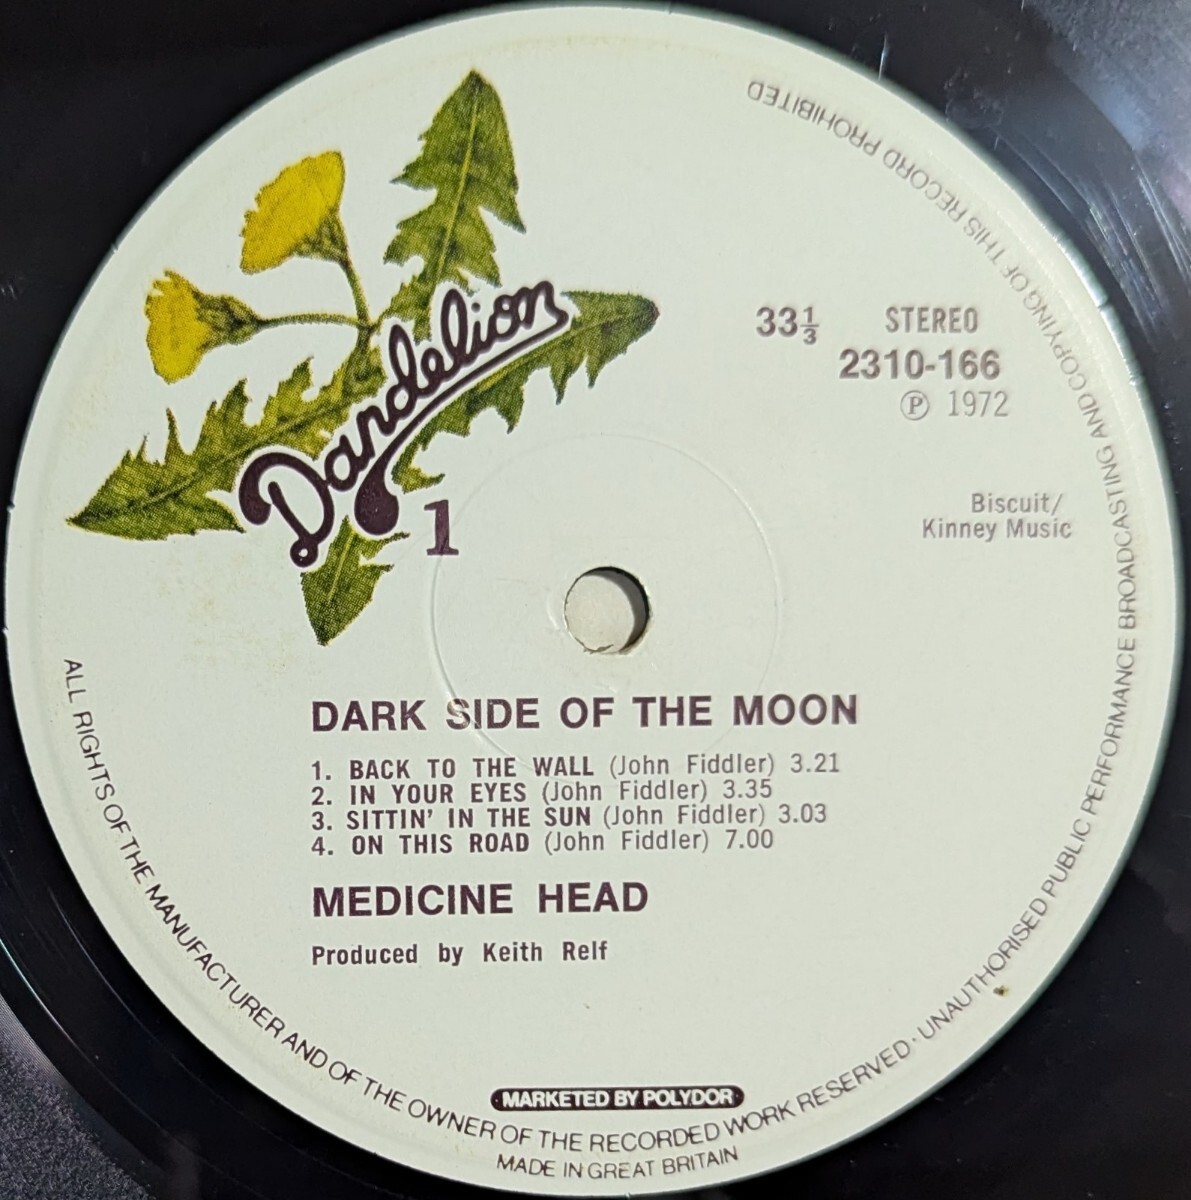 Dandelion
1
33⅓ STEREO
2310-166
Ⓟ 1972
Biscuit/
Kinney Music
DARK SIDE OF THE MOON
1. BACK TO THE WALL (John Fiddler) 3.21
2. IN YOUR EYES (John Fiddler) 3.35
3. SITTIN' IN THE SUN (John Fiddler) 3.03
4. ON THIS ROAD (John Fiddler) 7.00
MEDICINE HEAD
Produced by Keith Relf
MARKETED BY POLYDOR
ALL RIGHTS OF THE MANUFACTURER AND OF THE OWNER OF THE RECORDED WORK RESERVED · UNAUTHORISED PUBLIC PERFORMANCE BROADCASTING AND COPYING OF THIS RECORD PROHIBITED
MADE IN GREAT BRITAIN